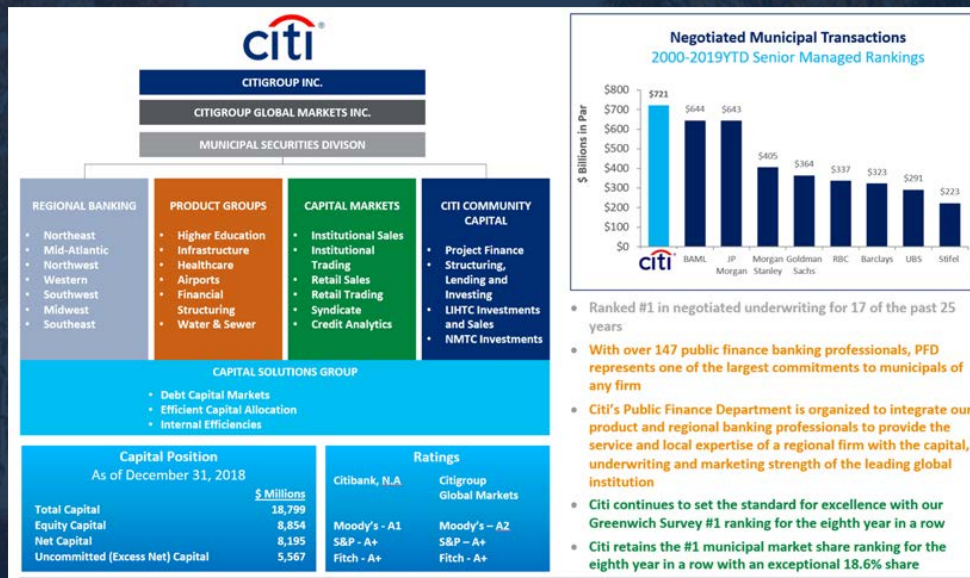 citi
CITIGROUP INC.
CITIGROUP GLOBAL MARKETS INC.
MUNICIPAL SECURITIES DIVISON
REGIONAL BANKING
• Northeast
• Mid-Atlantic
• Northwest
• Western
• Southwest
• Midwest
• Southeast
PRODUCT GROUPS
• Higher Education
• Infrastructure
• Healthcare
• Airports
• Financial
Structuring
• Water & Sewer
CAPITAL MARKETS
• Institutional Sales
• Institutional
Trading
• Retail Sales
• Retail Trading
• Syndicate
• Credit Analytics
CITI COMMUNITY
CAPITAL
• Project Finance
• Structuring,
Lending and
Investing
• LIHTC Investments
and Sales
• NMTC Investments
CAPITAL SOLUTIONS GROUP
• Debt Capital Markets
• Efficient Capital Allocation
• Internal Efficiencies
Capital Position
As of December 31, 2018
$ Millions
Total Capital 18,799
Equity Capital 8,854
Net Capital 8,195
Uncommitted (Excess Net) Capital 5,567
Ratings
Citibank, N.A Citigroup
Global Markets
Moody's - A1 Moody's – A2
S&P - A+ S&P – A+
Fitch - A+ Fitch - A+
Negotiated Municipal Transactions
2000-2019YTD Senior Managed Rankings
$ Billions in Par
$800
$700
$600
$500
$400
$300
$200
$100
$0
$721
$644
$643
$405
$364
$337
$323
$291
$223
citi
BAML
JP
Morgan
Morgan
Stanley
Goldman
Sachs
RBC
Barclays
UBS
Stifel
• Ranked #1 in negotiated underwriting for 17 of the past 25
years
• With over 147 public finance banking professionals, PFD
represents one of the largest commitments to municipals of
any firm
• Citi's Public Finance Department is organized to integrate our
product and regional banking professionals to provide the
service and local expertise of a regional firm with the capital,
underwriting and marketing strength of the leading global
institution
• Citi continues to set the standard for excellence with our
Greenwich Survey #1 ranking for the eighth year in a row
• Citi retains the #1 municipal market share ranking for the
eighth year in a row with an exceptional 18.6% share